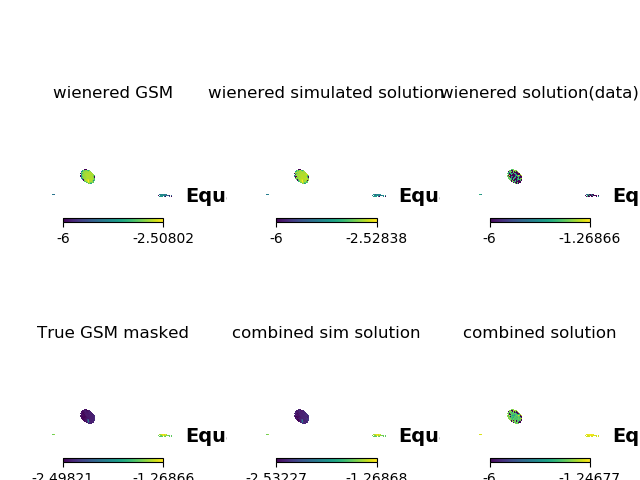 wienered GSM
wienered simulated solution
wienered solution(data)
Equ
Equ
Eq
-6
-2.50802
-6
-2.52838
-6
-1.26866
True GSM masked
combined sim solution
combined solution
Equ
Equ
Eq
-2.49821
-1.26866
-2.53227
-1.26868
-6
-1.24677